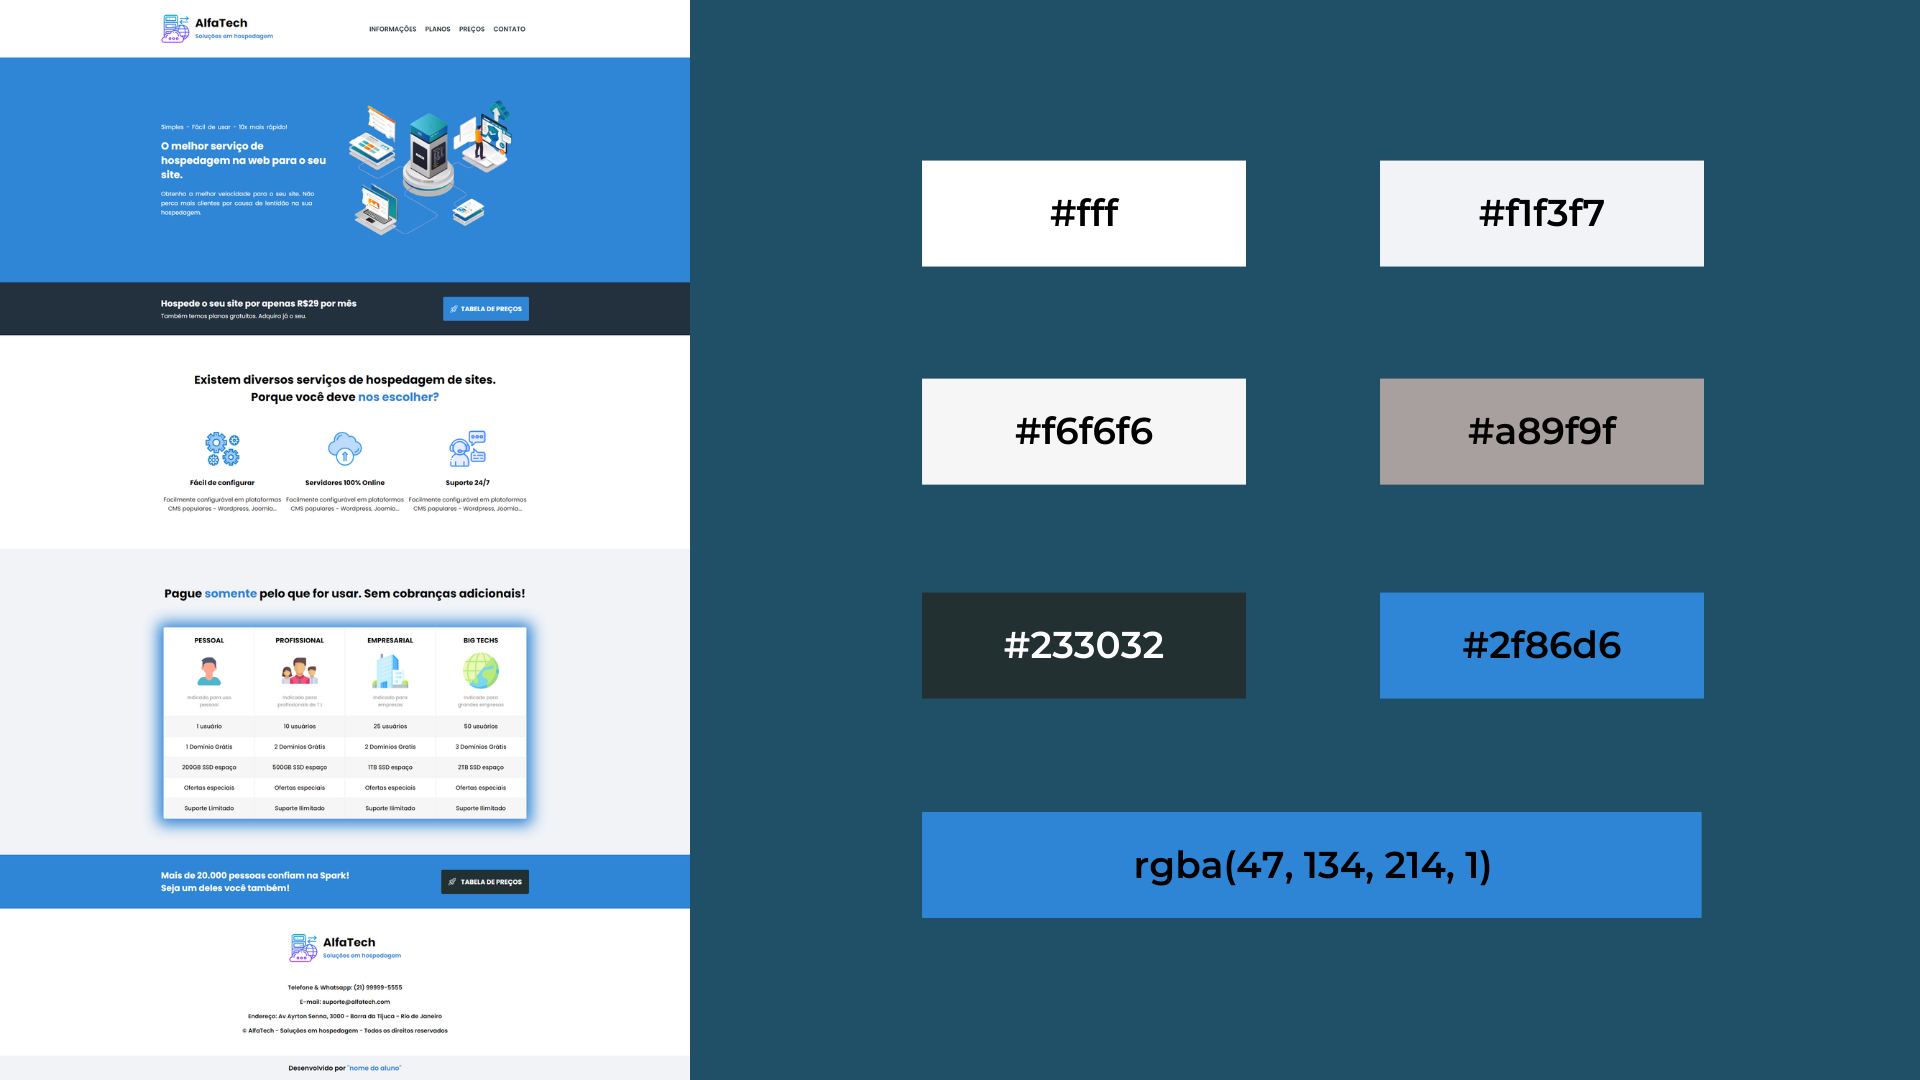 AlfaTech
Soluções em hospedagem
INFORMAÇÕES PLANOS PREÇOS CONTATO
Simples - Fácil de usar - 10x mais rápido!
O melhor serviço de
hospedagem na web para o seu
site.
Obtenha a melhor velocidade para o seu site. Não
perca mais clientes por causa de lentidão na sua
hospedagem.
Hospede o seu site por apenas R$29 por mês
Também temos planos gratuitos. Adquira já o seu.
TABELA DE PREÇOS
Existem diversos serviços de hospedagem de sites.
Porque você deve nos escolher?
Fácil de configurar
Facilmente configurável em plataformas
CMS populares - Wordpress, Joomla...
Servidores 100% Online
Facilmente configurável em plataformas
CMS populares - Wordpress, Joomla...
Suporte 24/7
Facilmente configurável em plataformas
CMS populares - Wordpress, Joomla...
Pague somente pelo que for usar. Sem cobranças adicionais!
PESSOAL PROFISSIONAL EMPRESARIAL BIG TECHS
Indicado para uso
pessoal
Indicado para
profissionais de T.I
Indicado para
empresas
Indicado para
grandes empresas
1 usuário 10 usuários 25 usuários 50 usuários
1 Domínio Grátis 2 Domínios Grátis 2 Domínios Gratis 3 Domínios Grátis
200GB SSD espaço 500GB SSD espaço 1TB SSD espaço 2TB SSD espaço
Ofertas especiais Ofertas especiais Ofertas especiais Ofertas especiais
Suporte Limitado Suporte Ilimitado Suporte Ilimitado Suporte Ilimitado
Mais de 20.000 pessoas confiam na Spark!
Seja um deles você também!
TABELA DE PREÇOS
AlfaTech
Soluções em hospedagem
Telefone & Whatsapp: (21) 99999-5555
E-mail: suporte@alfatech.com
Endereço: Av Ayrton Senna, 3000 - Barra da Tijuca - Rio de Janeiro
© AlfaTech - Soluções em hospedagem - Todos os direitos reservados
Desenvolvido por "nome do aluno"
#fff
#f1f3f7
#f6f6f6
#a89f9f
#233032
#2f86d6
rgba(47, 134, 214, 1)